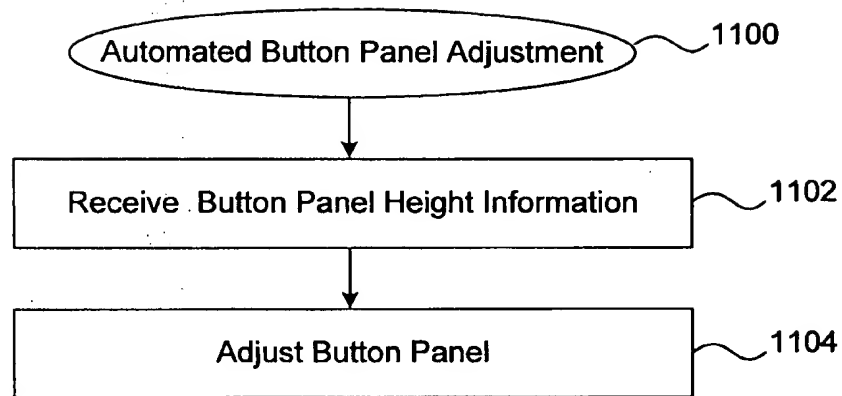 Automated Button Panel Adjustment
1100
Receive Button Panel Height Information
1102
Adjust Button Panel
1104